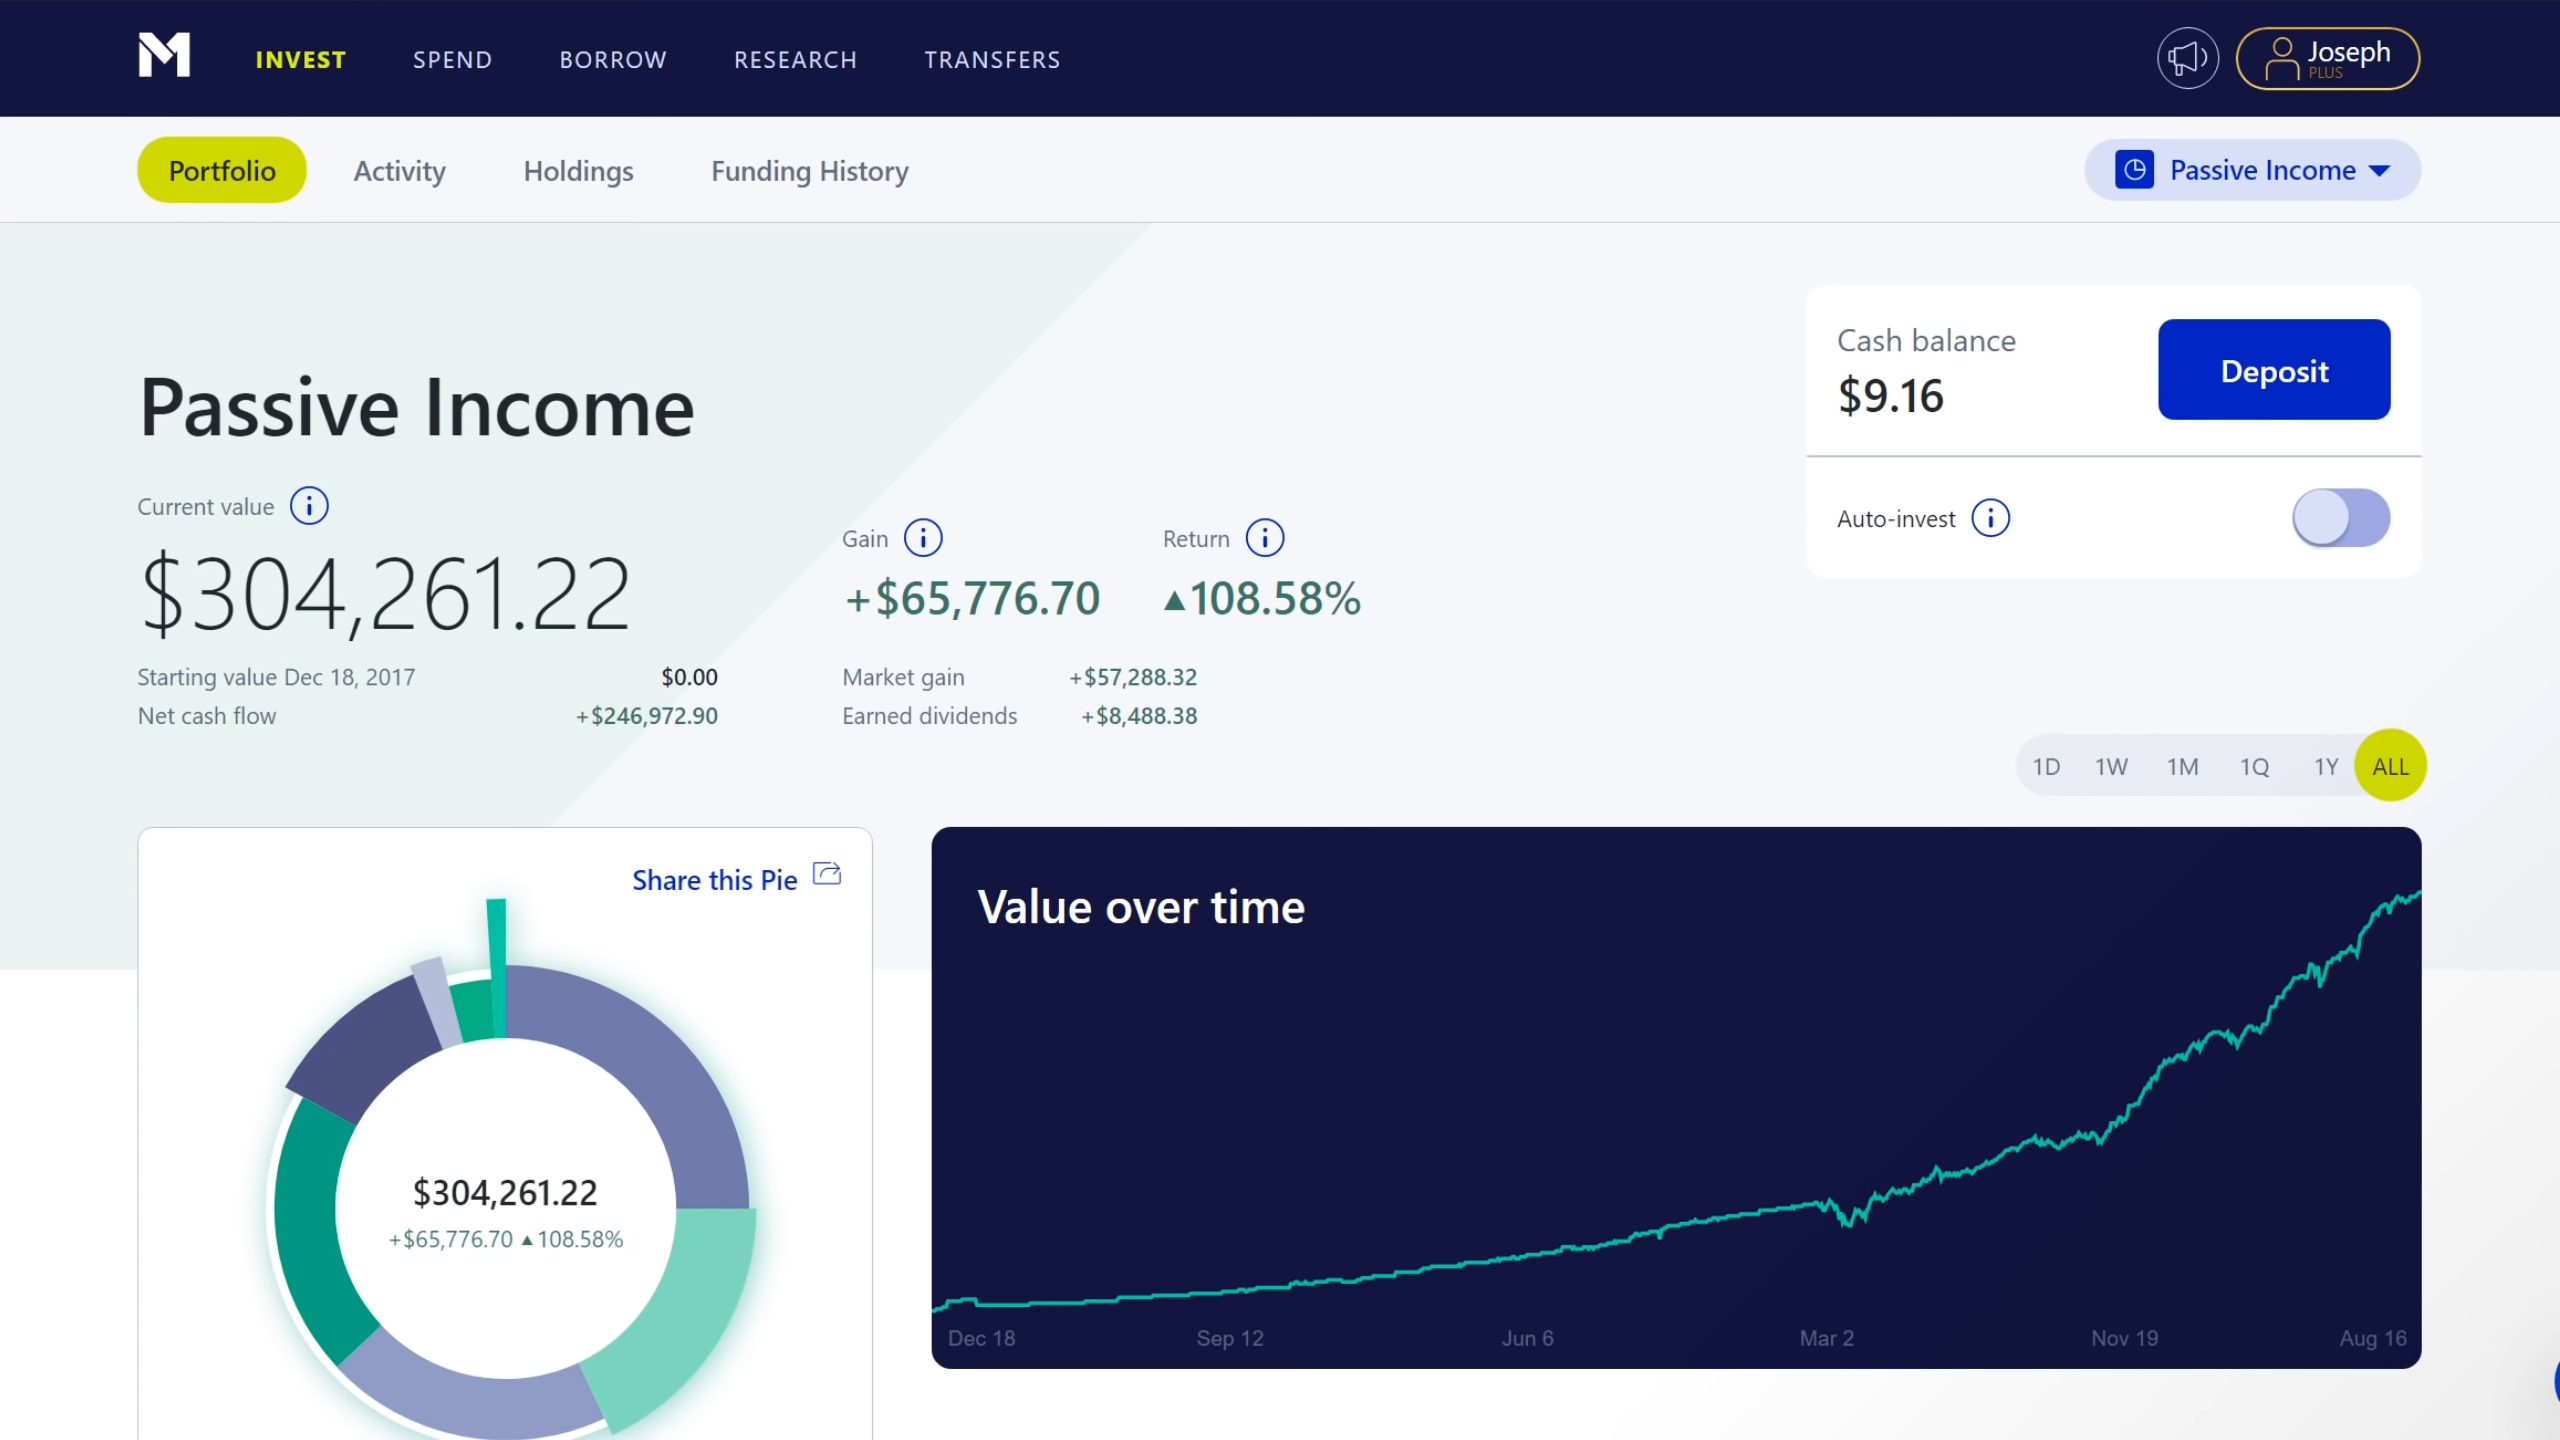 INVEST SPEND BORROW RESEARCH TRANSFERS
Joseph
PLUS
Portfolio Activity Holdings Funding History
Passive Income
Passive Income
Cash balance
$9.16
Deposit
Auto-invest
Current value
$304,261.22
Starting value Dec 18, 2017 $0.00
Net cash flow +$246,972.90
Gain
+$65,776.70
Return
▲108.58%
Market gain +$57,288.32
Earned dividends +$8,488.38
1D 1W 1M 1Q 1Y ALL
Share this Pie
$304,261.22
+$65,776.70 ▲108.58%
Value over time
Dec 18 Sep 12 Jun 6 Mar 2 Nov 19 Aug 16